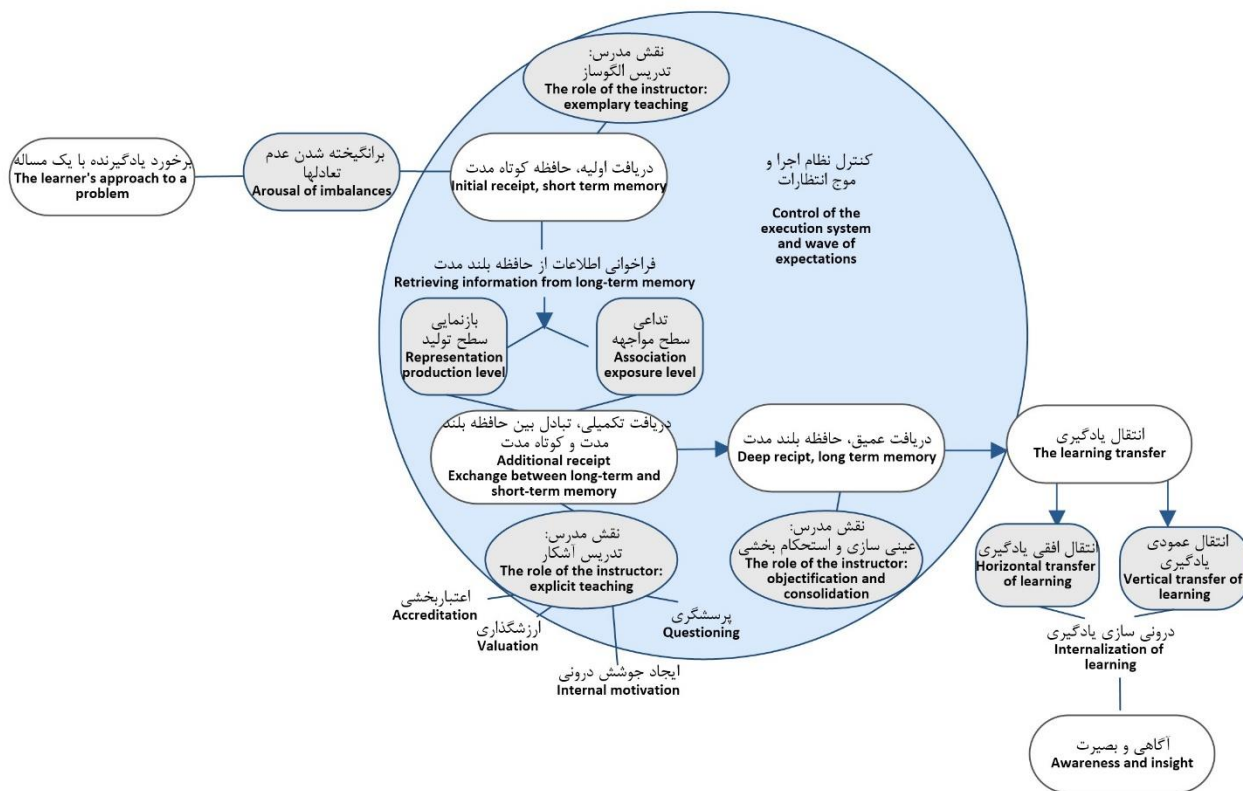 نقش مدرس:
تدریس الگوساز
The role of the instructor:
exemplary teaching
برخورد یادگیرنده با یک مساله
The learner's approach to a
problem
برانگیخته شدن عدم
تعادلها
Arousal of imbalances
دریافت اولیه، حافظه کوتاه مدت
Initial receipt, short term memory
کنترل نظام اجرا و
موج انتظارات
Control of the
execution system
and wave of
expectations
فراخوانی اطلاعات از حافظه بلند مدت
Retrieving information from long-term memory
بازنمایی
سطح تولید
Representation
production level
تداعی
سطح مواجهه
Association
exposure level
دریافت تکمیلی، تبادل بین حافظه بلند
مدت و کوتاه مدت
Additional receipt
Exchange between long-term and
short-term memory
دریافت عمیق، حافظه بلند مدت
Deep recipt, long term memory
انتقال یادگیری
The learning transfer
نقش مدرس:
تدریس آشکار
The role of the instructor:
explicit teaching
نقش مدرس:
عینی سازی و استحکام بخشی
The role of the instructor:
objectification and
consolidation
انتقال افقی یادگیری
Horizontal transfer
of learning
انتقال عمودی
یادگیری
Vertical transfer of
learning
اعتباربخشی
Accreditation
ارزشگذاری
Valuation
ایجاد جوشش درونی
Internal motivation
پرسشگری
Questioning
درونی سازی یادگیری
Internalization of
learning
آگاهی و بصیرت
Awareness and insight